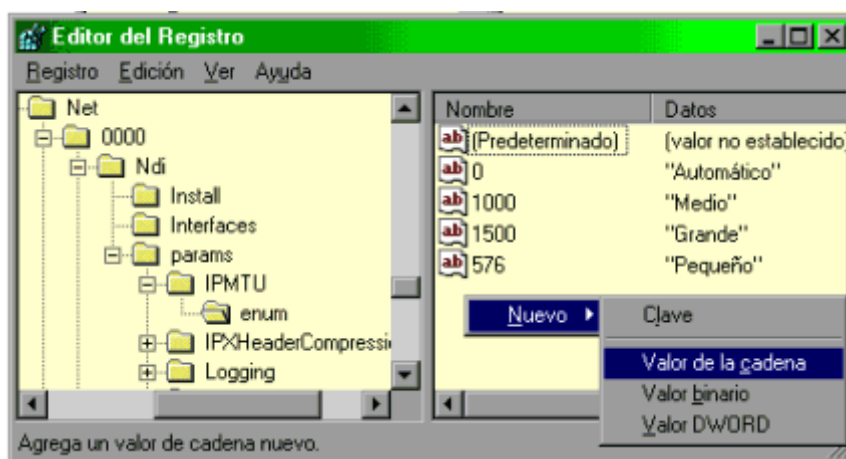 Editor del Registro
Registro Edición Ver Ayuda
Net
0000
Ndi
Install
Interfaces
params
IPMTU
enum
IPXHeaderCompressi
Logging
Nombre Datos
(Predeterminado) (valor no establecido)
0 "Automático"
1000 "Medio"
1500 "Grande"
576 "Pequeño"
Nuevo
Clave
Valor de la cadena
Valor binario
Valor DWORD
Agrega un valor de cadena nuevo.